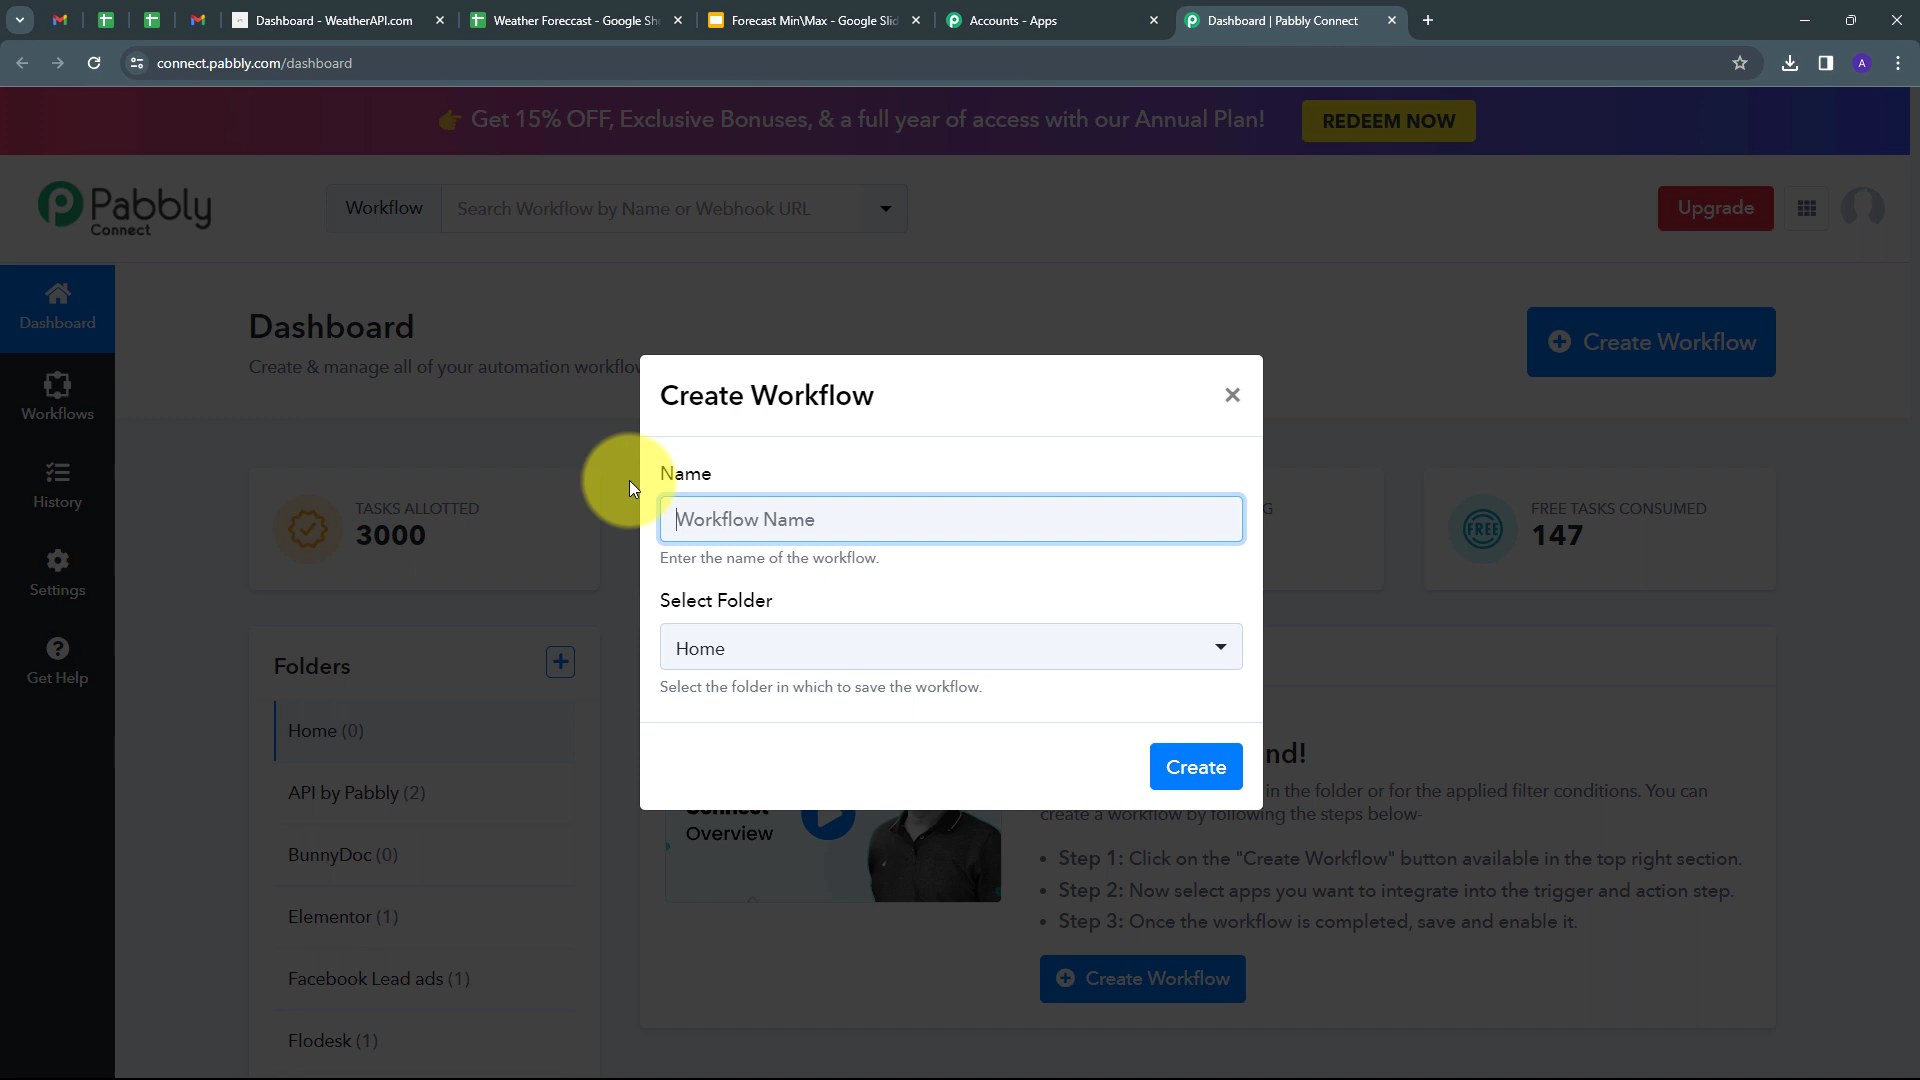 Dashboard - WeatherAPI.com
Weather Foreccast - Google Sh
Forecast Min\Max - Google Slid
Accounts - Apps
Dashboard | Pabbly Connect
connect.pabbly.com/dashboard
A
👉 Get 15% OFF, Exclusive Bonuses, & a full year of access with our Annual Plan!
REDEEM NOW
Pabbly
Connect
Workflow
Search Workflow by Name or Webhook URL
Upgrade
Dashboard
Workflows
History
Settings
Get Help
Dashboard
Create & manage all of your automation workflow
Create Workflow
Create Workflow
Name
Workflow Name
Enter the name of the workflow.
Select Folder
Home
Select the folder in which to save the workflow.
Create
TASKS ALLOTTED
3000
G
FREE
FREE TASKS CONSUMED
147
Folders
Home (0)
API by Pabbly (2)
BunnyDoc (0)
Elementor (1)
Facebook Lead ads (1)
Flodesk (1)
Connect
Overview
nd!
in the folder or for the applied filter conditions. You can
create a workflow by following the steps below-
Step 1: Click on the "Create Workflow" button available in the top right section.
Step 2: Now select apps you want to integrate into the trigger and action step.
Step 3: Once the workflow is completed, save and enable it.
Create Workflow